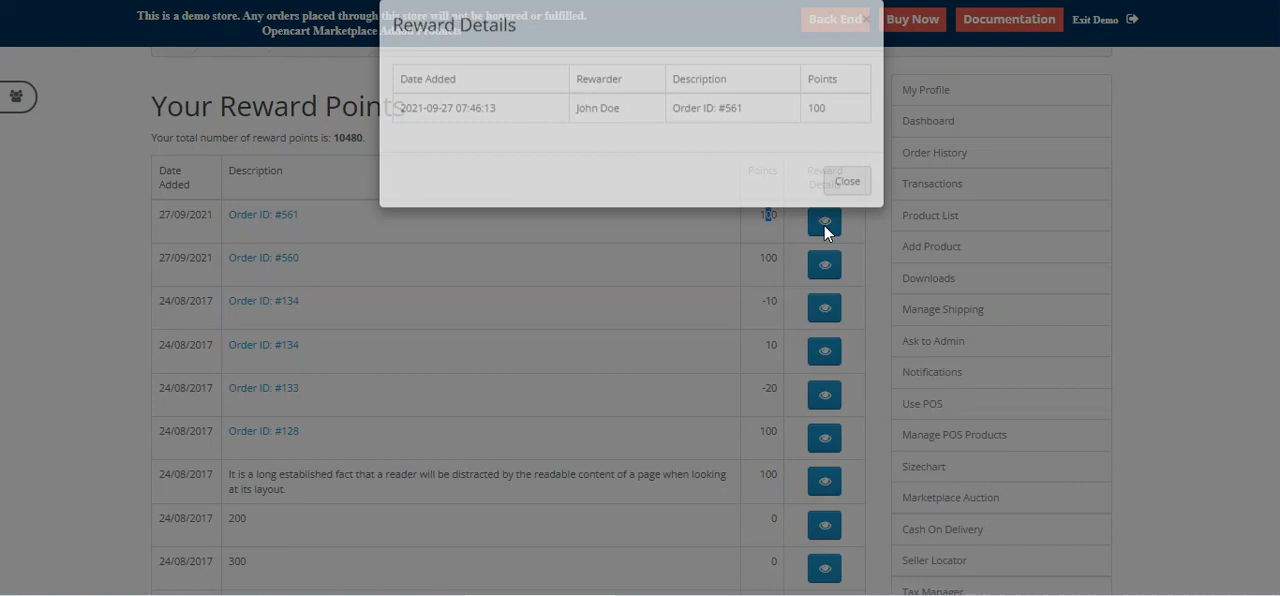 This is a demo store. Any orders placed through this store will not be honored or fulfilled.
Opencart Marketplace Addon Products
Back End
Buy Now
Documentation
Exit Demo
Reward Details
×
Date Added Rewarder Description Points
2021-09-27 07:46:13 John Doe Order ID: #561 100
Close
Your Reward Points
Your total number of reward points is: 10480.
Date Added Description Points Reward Details
27/09/2021 Order ID: #561 100
27/09/2021 Order ID: #560 100
24/08/2017 Order ID: #134 -10
24/08/2017 Order ID: #134 10
24/08/2017 Order ID: #133 -20
24/08/2017 Order ID: #128 100
24/08/2017 It is a long established fact that a reader will be distracted by the readable content of a page when looking 100
at its layout.
24/08/2017 200 0
24/08/2017 300 0
My Profile
Dashboard
Order History
Transactions
Product List
Add Product
Downloads
Manage Shipping
Ask to Admin
Notifications
Use POS
Manage POS Products
Sizechart
Marketplace Auction
Cash On Delivery
Seller Locator
Tax Manager